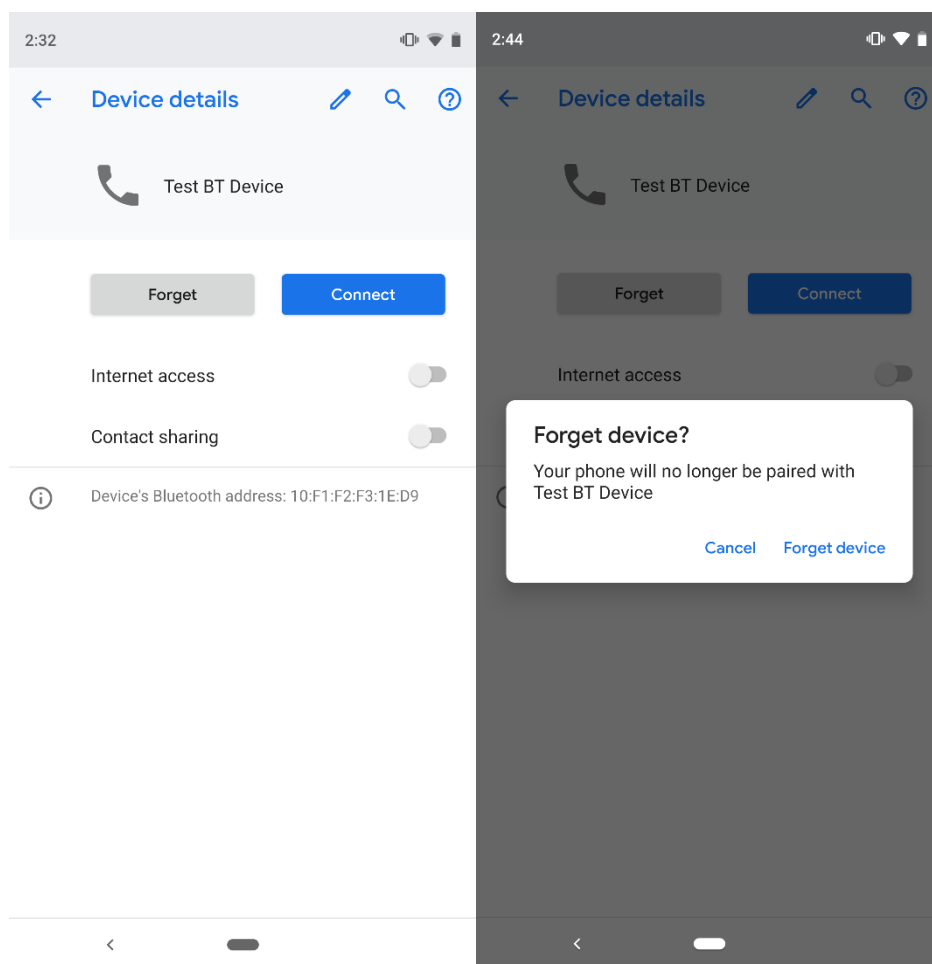 2:32
Device details
Test BT Device
Forget
Connect
Internet access
Contact sharing
Device's Bluetooth address: 10:F1:F2:F3:1E:D9
2:44
Device details
Test BT Device
Forget
Connect
Internet access
Forget device?
Your phone will no longer be paired with
Test BT Device
Cancel
Forget device